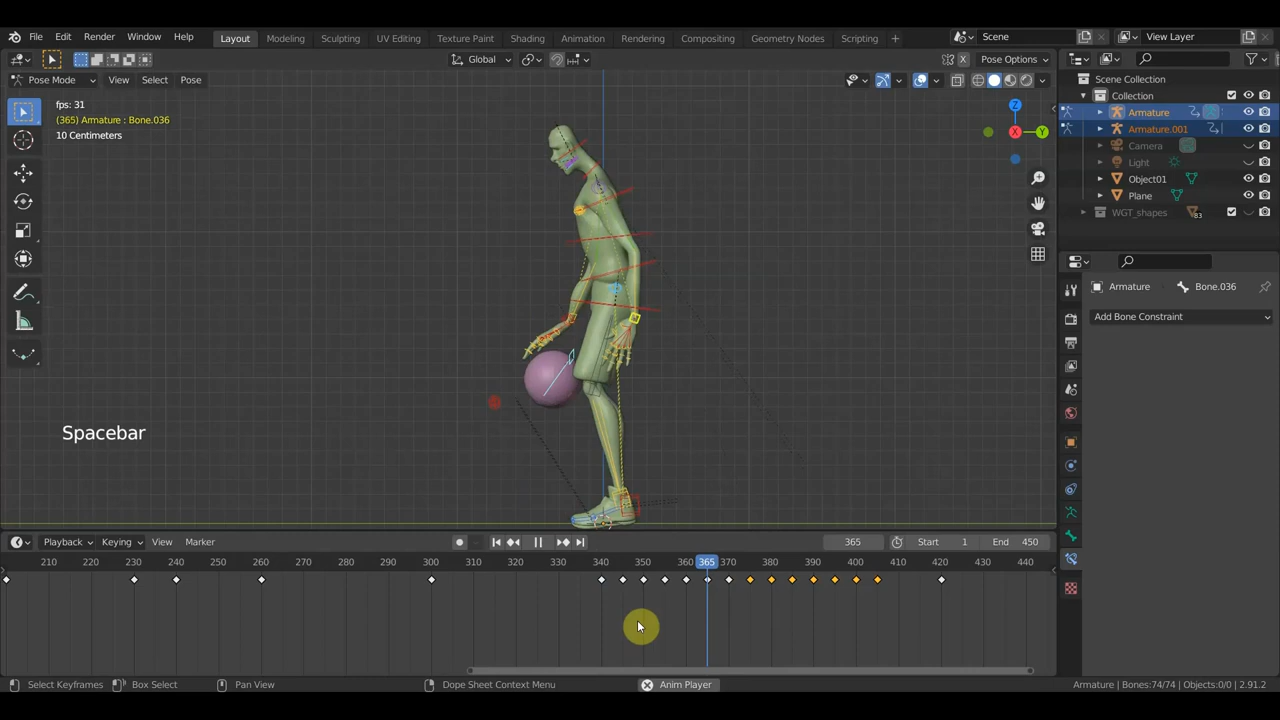 File Edit Render Window Help Layout Modeling Sculpting UV Editing Texture Paint Shading Animation Rendering Compositing Geometry Nodes Scripting + Scene View Layer
Global Pose Options
Pose Mode View Select Pose
fps: 31
(365) Armature : Bone.036
10 Centimeters
Z
X
Y
Spacebar
Scene Collection
Collection
Armature
Armature.001
Camera
Light
Object01
Plane
WGT_shapes 83
Armature Bone.036
Add Bone Constraint
Playback Keying View Marker 365 Start 1 End 450
210 220 230 240 250 260 270 280 290 300 310 320 330 340 350 360 365 370 380 390 400 410 420 430 440
Select Keyframes Box Select Pan View Dope Sheet Context Menu Anim Player Armature | Bones:74/74 | Objects:0/0 | 2.91.2